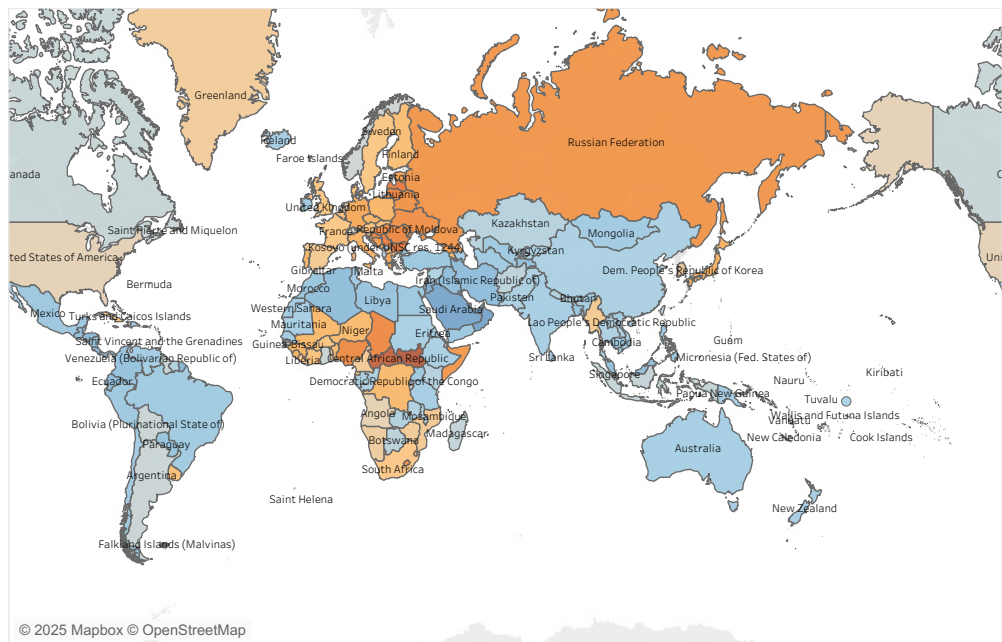 Greenland
Iceland
Sweden
Faroe Islands
Finland
Russian Federation
anada
C
Estonia
Lithuania
United Kingdom
Saint Pierre and Miquelon
France
Republic of Moldova
Kazakhstan
Mongolia
Kosovo (under UNSC res. 1244)
Kyrgyzstan
ted States of America
Uni
Gibraltar
Malta
Dem. People's Republic of Korea
Bermuda
Morocco
Iran (Islamic Republic of)
Pakistan
Bhutan
Libya
Western Sahara
Saudi Arabia
Mexico
Turks and Caicos Islands
Mauritania
Niger
Eritrea
Lao People's Democratic Republic
Saint Vincent and the Grenadines
Guinea-Bissau
Cambodia
Guam
Venezuela (Bolivarian Republic of)
Liberia
Central African Republic
Sri Lanka
Micronesia (Fed. States of)
Ecuador
Democratic Republic of the Congo
Singapore
Nauru
Kiribati
Papua New Guinea
Tuvalu
Angola
Mozambique
Wallis and Futuna Islands
Vanuatu
Bolivia (Plurinational State of)
Madagascar
Paraguay
Botswana
New Caledonia
Cook Islands
Australia
Argentina
South Africa
Saint Helena
New Zealand
Falkland Islands (Malvinas)
© 2025 Mapbox © OpenStreetMap